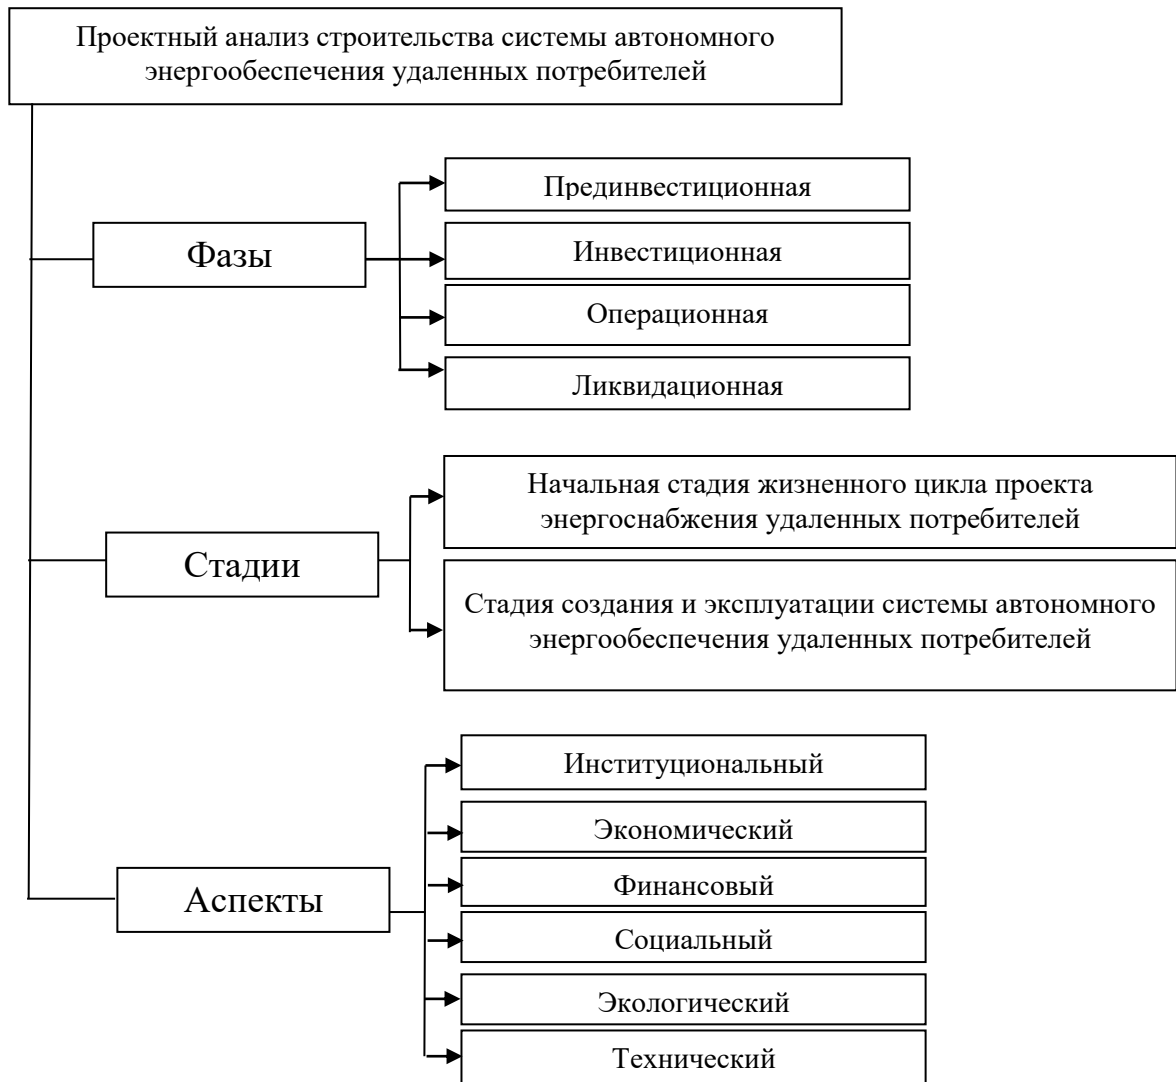 Проектный анализ строительства системы автономного
энергообеспечения удаленных потребителей
Фазы
Прединвестиционная
Инвестиционная
Операционная
Ликвидационная
Стадии
Начальная стадия жизненного цикла проекта
энергоснабжения удаленных потребителей
Стадия создания и эксплуатации системы автономного
энергообеспечения удаленных потребителей
Аспекты
Институциональный
Экономический
Финансовый
Социальный
Экологический
Технический